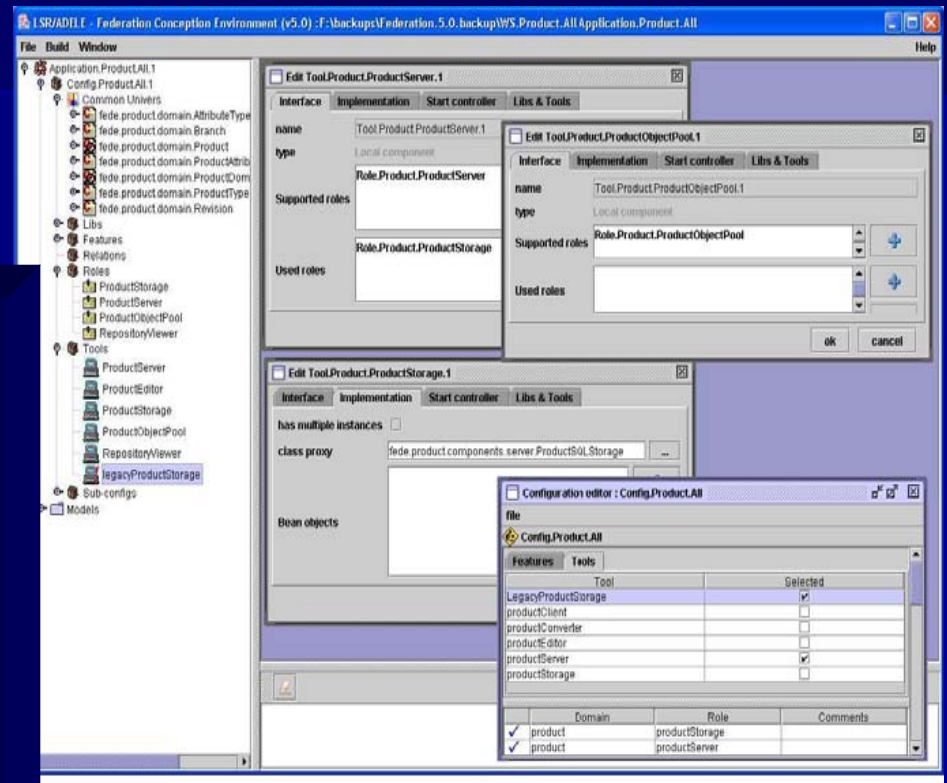 LSR/ADELE - Federation Conception Environment (v5.0) :F:\backups\Federation.5.0.backup\WS.Product.All Application.Product.All
File Build Window Help
Application.Product.All.1
Config.Product.All.1
Common Univers
fede.product.domain.AttributeType
fede.product.domain.Branch
fede.product.domain.Product
fede.product.domain.ProductAttrib
fede.product.domain.ProductDom
fede.product.domain.ProductType
fede.product.domain.Revision
Libs
Features
Relations
Roles
ProductStorage
ProductServer
ProductObjectPool
RepositoryViewer
Tools
ProductServer
ProductEditor
ProductStorage
ProductObjectPool
RepositoryViewer
legacyProductStorage
Sub-configs
Models
Edit Tool.Product.ProductServer.1
Interface Implementation Start controller Libs & Tools
name Tool.Product.ProductServer.1
type Local component
Supported roles Role.Product.ProductServer
Used roles Role.Product.ProductStorage
Edit Tool.Product.ProductObjectPool.1
Interface Implementation Start controller Libs & Tools
name Tool.Product.ProductObjectPool.1
type Local component
Supported roles Role.Product.ProductObjectPool
Used roles
ok cancel
Edit Tool.Product.ProductStorage.1
Interface Implementation Start controller Libs & Tools
has multiple instances
class proxy fede.product.components.server.ProductSQLStorage ...
Bean objects
Configuration editor : Config.Product.All
file
Config.Product.All
Features Tools
Tool Selected
LegacyProductStorage
productClient
productConverter
productEditor
productServer
productStorage
Domain Role Comments
product productStorage
product productServer